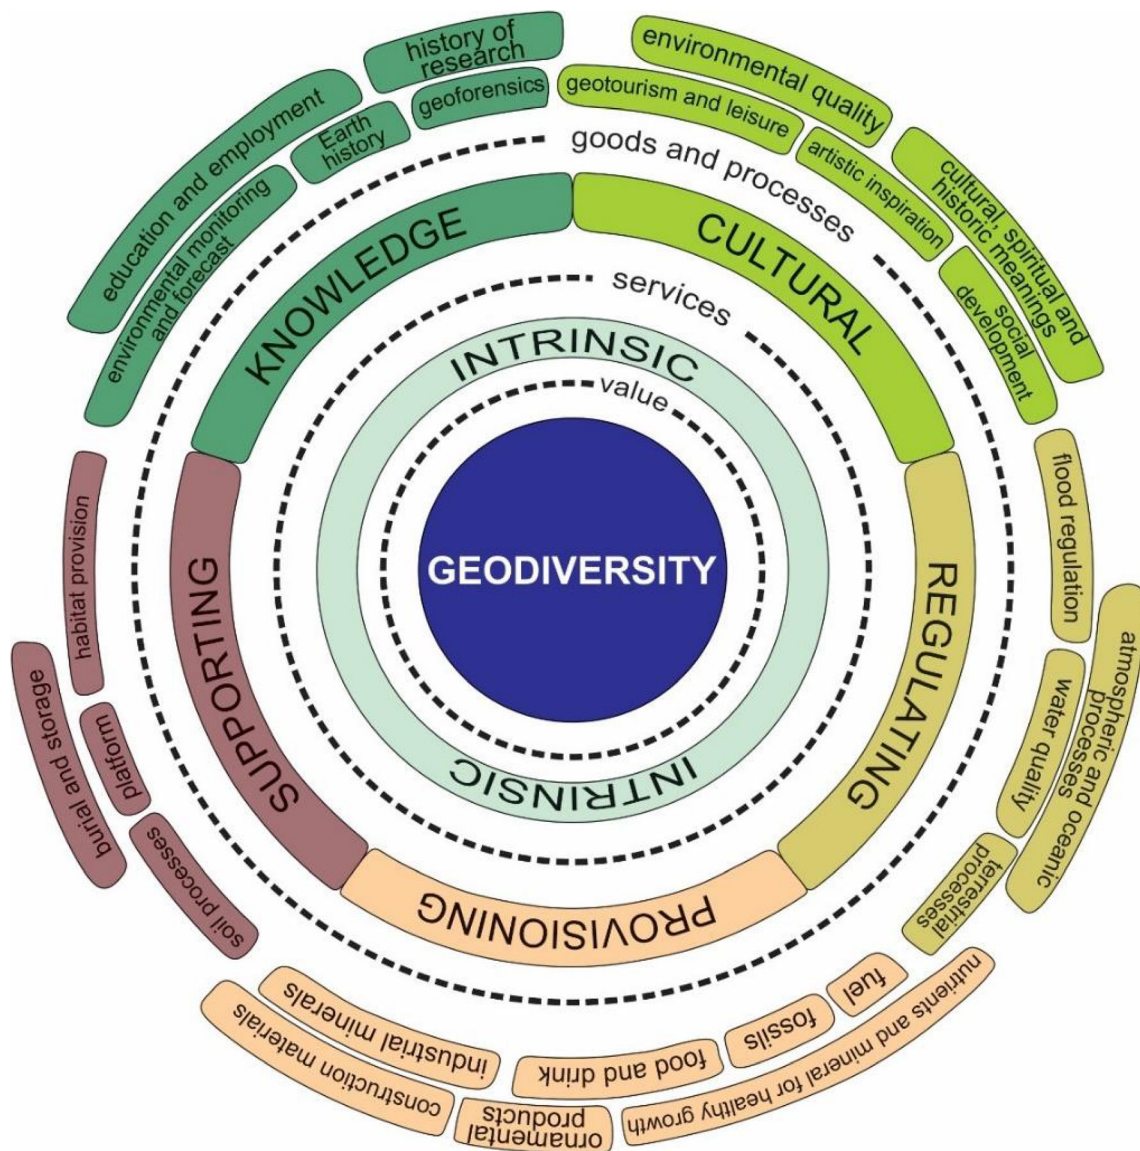 history of
research
environmental quality
education and employment
Earth
history
geoforensics
geotourism and leisure
artistic inspiration
cultural, spiritual and
historic meanings
environmental monitoring
and forecast
social
development
goods and processes
KNOWLEDGE
CULTURAL
services
INTRINSIC
value
GEODIVERSITY
INTRINSIC
SUPPORTING
REGULATING
PROVISIONING
habitat provision
burial and storage
platform
soil processes
flood regulation
atmospheric and oceanic
processes
water quality
terrestrial
processes
industrial minerals
construction materials
food and drink
ornamental
products
fossils
fuel
nutrients and mineral for healthy growth